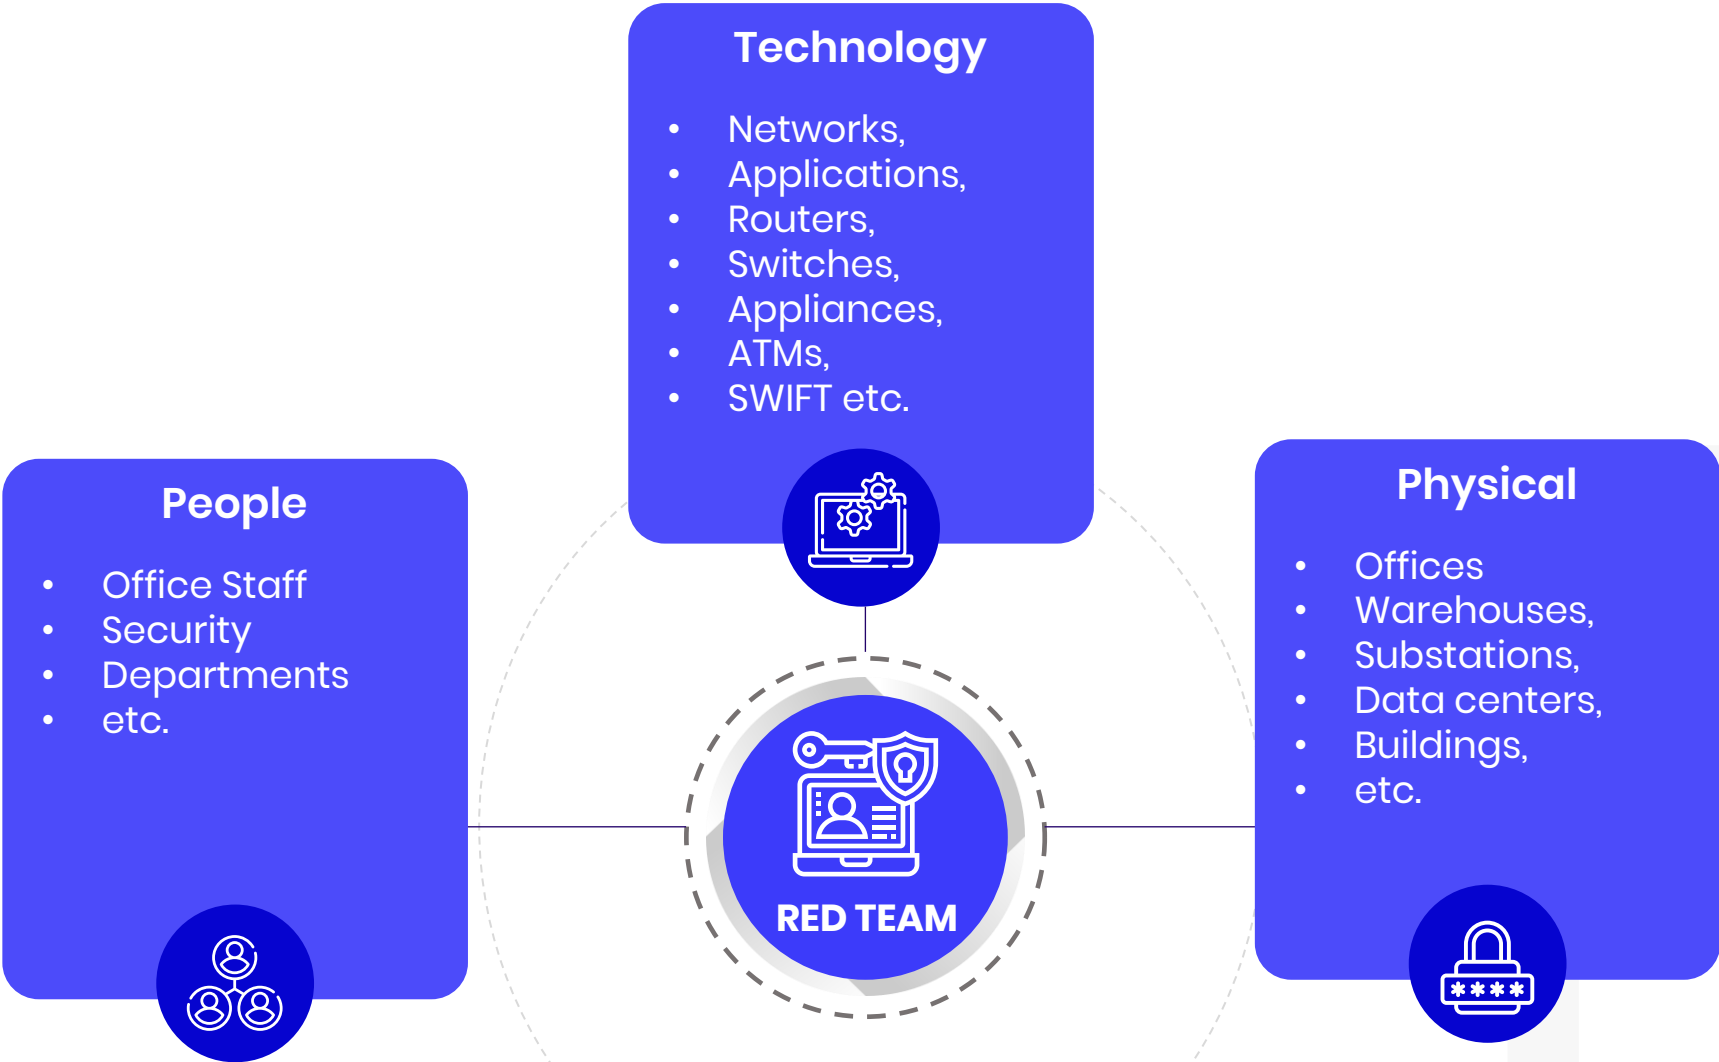 Technology
• Networks,
• Applications,
• Routers,
• Switches,
• Appliances,
• ATMs,
• SWIFT etc.
People
• Office Staff
• Security
• Departments
• etc.
Physical
• Offices
• Warehouses,
• Substations,
• Data centers,
• Buildings,
• etc.
RED TEAM
****